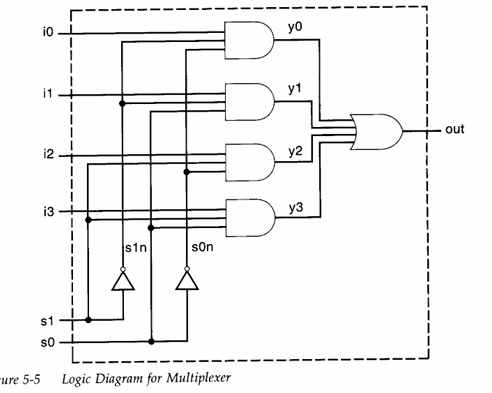 i0
y0
i1
y1
out
i2
y2
i3
y3
s1n
s0n
s1
s0
ure 5-5 Logic Diagram for Multiplexer